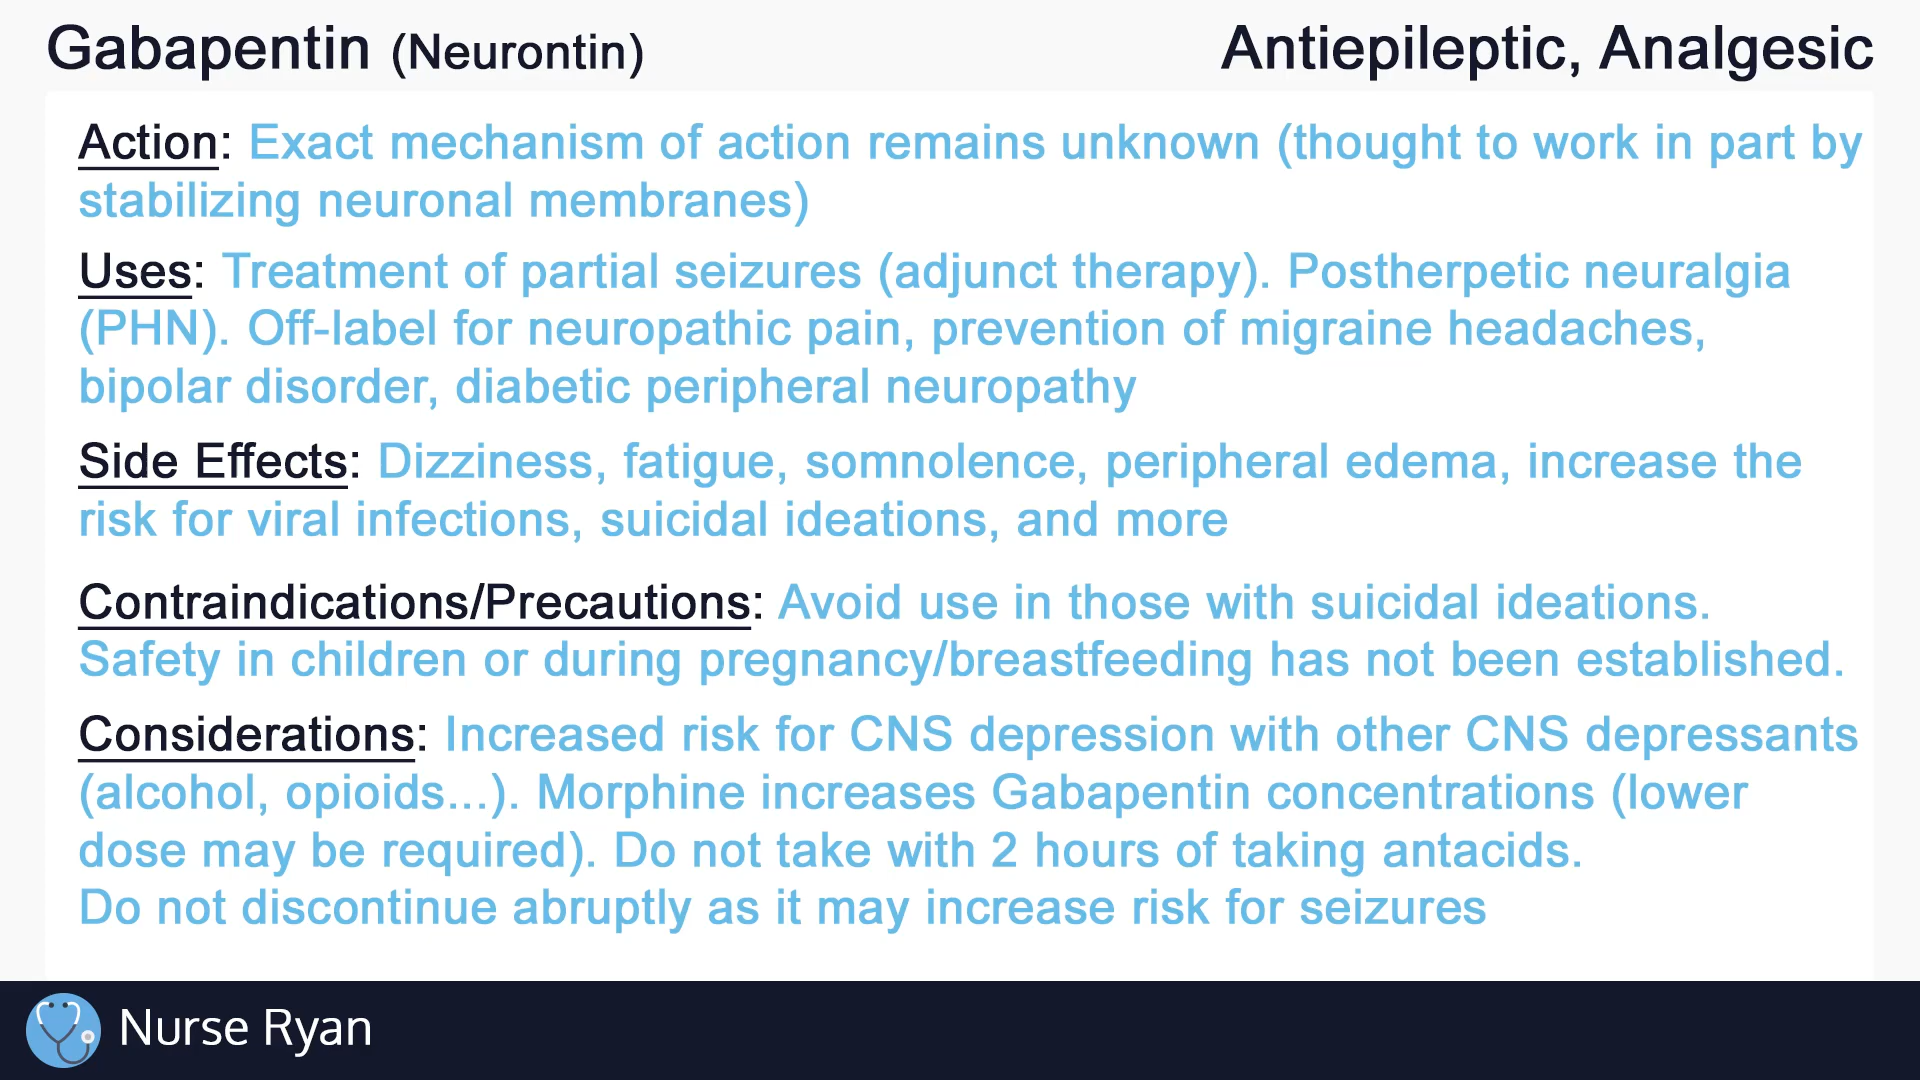 Gabapentin (Neurontin)
Antiepileptic, Analgesic
Action: Exact mechanism of action remains unknown (thought to work in part by
stabilizing neuronal membranes)
Uses: Treatment of partial seizures (adjunct therapy). Postherpetic neuralgia
(PHN). Off-label for neuropathic pain, prevention of migraine headaches,
bipolar disorder, diabetic peripheral neuropathy
Side Effects: Dizziness, fatigue, somnolence, peripheral edema, increase the
risk for viral infections, suicidal ideations, and more
Contraindications/Precautions: Avoid use in those with suicidal ideations.
Safety in children or during pregnancy/breastfeeding has not been established.
Considerations: Increased risk for CNS depression with other CNS depressants
(alcohol, opioids...). Morphine increases Gabapentin concentrations (lower
dose may be required). Do not take with 2 hours of taking antacids.
Do not discontinue abruptly as it may increase risk for seizures
Nurse Ryan